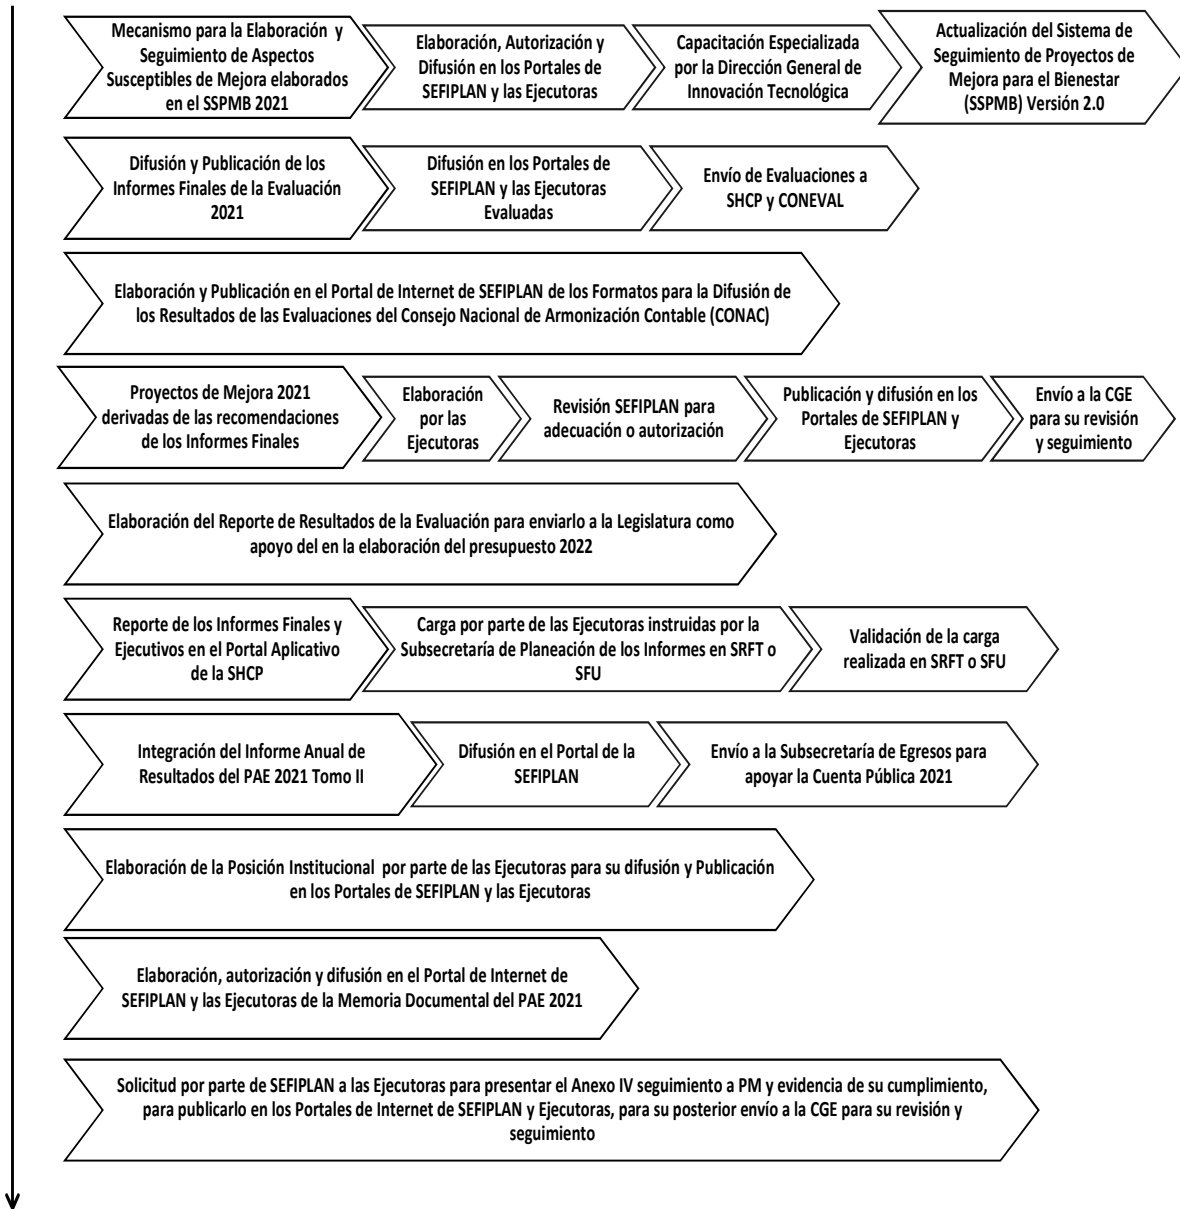 Mecanismo para la Elaboración y
Seguimiento de Aspectos
Susceptibles de Mejora elaborados
en el SSPMB 2021
Elaboración, Autorización y
Difusión en los Portales de
SEFIPLAN y las Ejecutoras
Capacitación Especializada
por la Dirección General de
Innovación Tecnológica
Actualización del Sistema de
Seguimiento de Proyectos de
Mejora para el Bienestar
(SSPMB) Versión 2.0
Difusión y Publicación de los
Informes Finales de la Evaluación
2021
Difusión en los Portales de
SEFIPLAN y las Ejecutoras
Evaluadas
Envío de Evaluaciones a
SHCP y CONEVAL
Elaboración y Publicación en el Portal de Internet de SEFIPLAN de los Formatos para la Difusión de
los Resultados de las Evaluaciones del Consejo Nacional de Armonización Contable (CONAC)
Proyectos de Mejora 2021
derivadas de las recomendaciones
de los Informes Finales
Elaboración
por las
Ejecutoras
Revisión SEFIPLAN para
adecuación o autorización
Publicación y difusión en los
Portales de SEFIPLAN y
Ejecutoras
Envío a la CGE
para su revisión
y seguimiento
Elaboración del Reporte de Resultados de la Evaluación para enviarlo a la Legislatura como
apoyo del en la elaboración del presupuesto 2022
Reporte de los Informes Finales y
Ejecutivos en el Portal Aplicativo
de la SHCP
Carga por parte de las Ejecutoras instruidas por la
Subsecretaría de Planeación de los Informes en SRFT o
SFU
Validación de la carga
realizada en SRFT o SFU
Integración del Informe Anual de
Resultados del PAE 2021 Tomo II
Difusión en el Portal de la
SEFIPLAN
Envío a la Subsecretaría de Egresos para
apoyar la Cuenta Pública 2021
Elaboración de la Posición Institucional por parte de las Ejecutoras para su difusión y Publicación
en los Portales de SEFIPLAN y las Ejecutoras
Elaboración, autorización y difusión en el Portal de Internet de
SEFIPLAN y las Ejecutoras de la Memoria Documental del PAE 2021
Solicitud por parte de SEFIPLAN a las Ejecutoras para presentar el Anexo IV seguimiento a PM y evidencia de su cumplimiento,
para publicarlo en los Portales de Internet de SEFIPLAN y Ejecutoras, para su posterior envío a la CGE para su revisión y
seguimiento